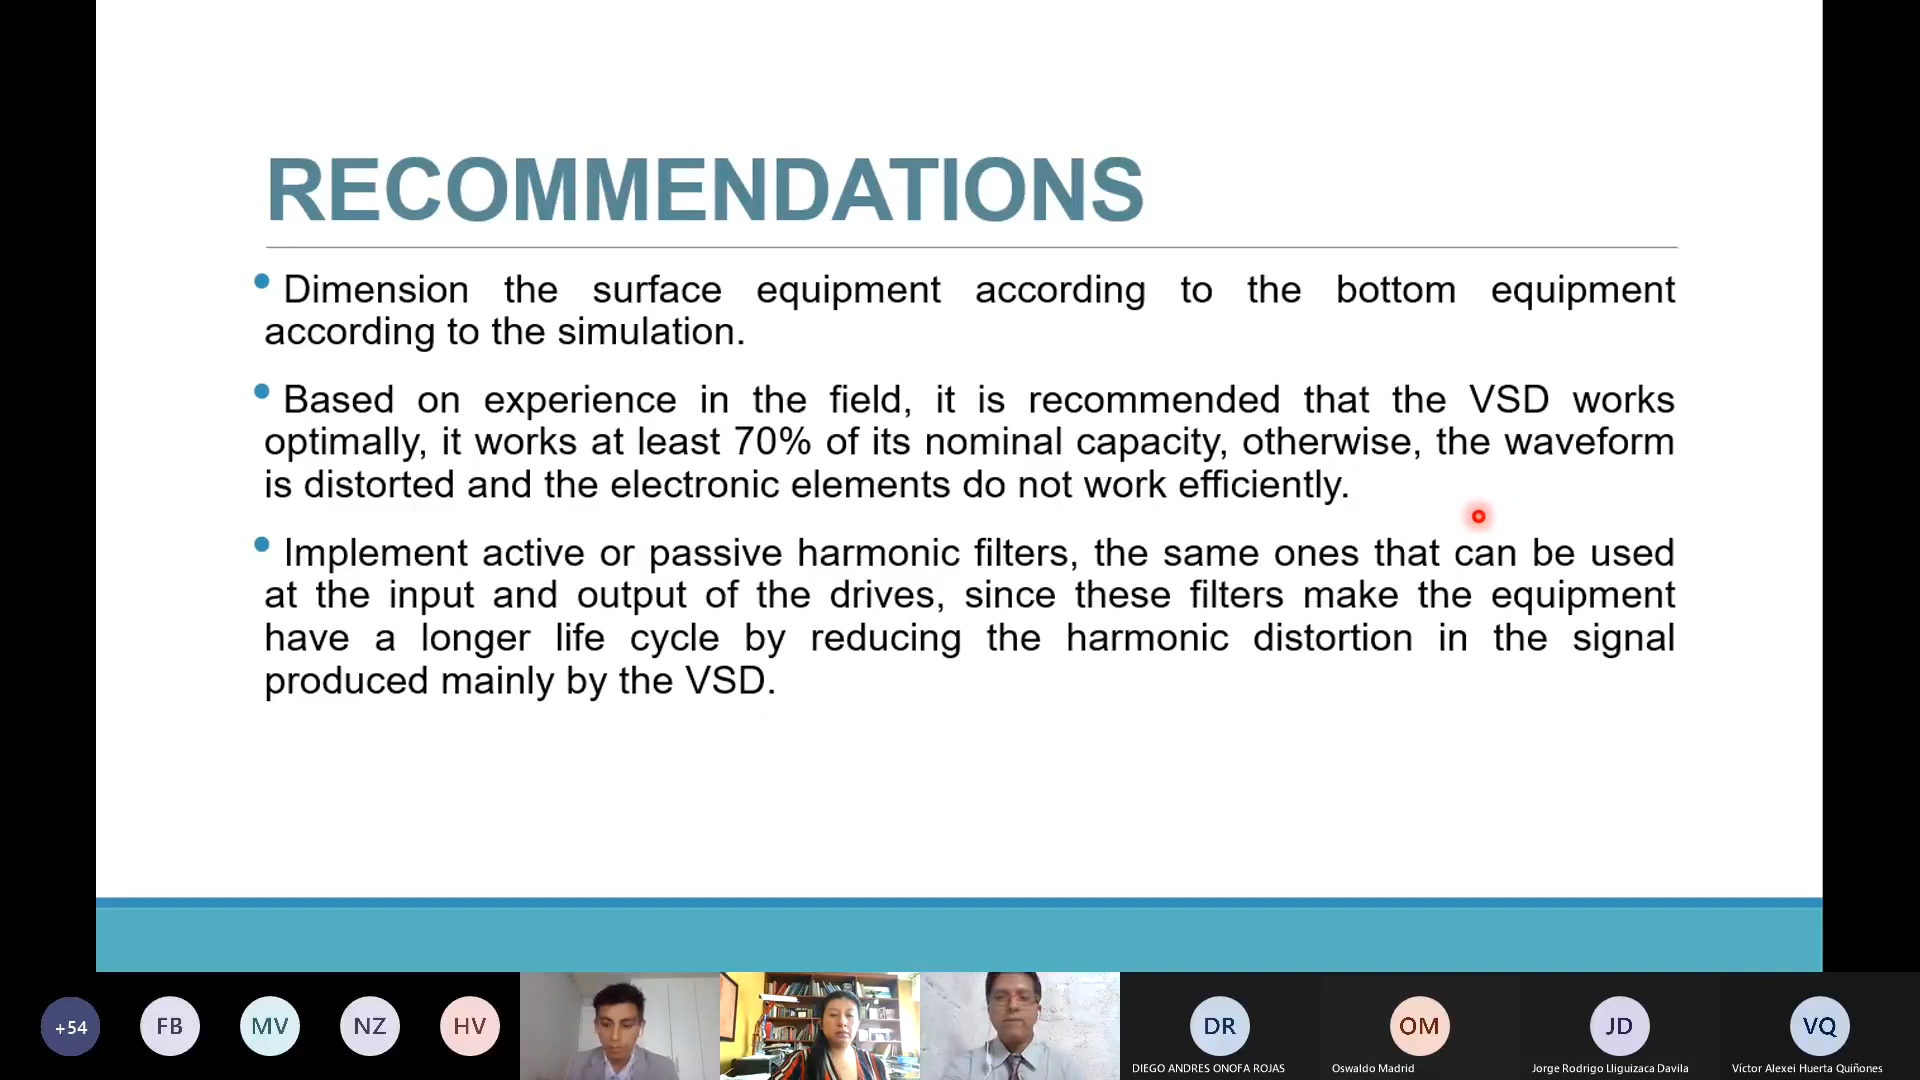 RECOMMENDATIONS
• Dimension the surface equipment according to the bottom equipment
according to the simulation.
• Based on experience in the field, it is recommended that the VSD works
optimally, it works at least 70% of its nominal capacity, otherwise, the waveform
is distorted and the electronic elements do not work efficiently.
• Implement active or passive harmonic filters, the same ones that can be used
at the input and output of the drives, since these filters make the equipment
have a longer life cycle by reducing the harmonic distortion in the signal
produced mainly by the VSD.
+54
FB
MV
NZ
HV
DR
OM
JD
VQ
DIEGO ANDRES ONOFA ROJAS
Oswaldo Madrid
Jorge Rodrigo Lliguizaca Davila
Víctor Alexei Huerta Quiñones